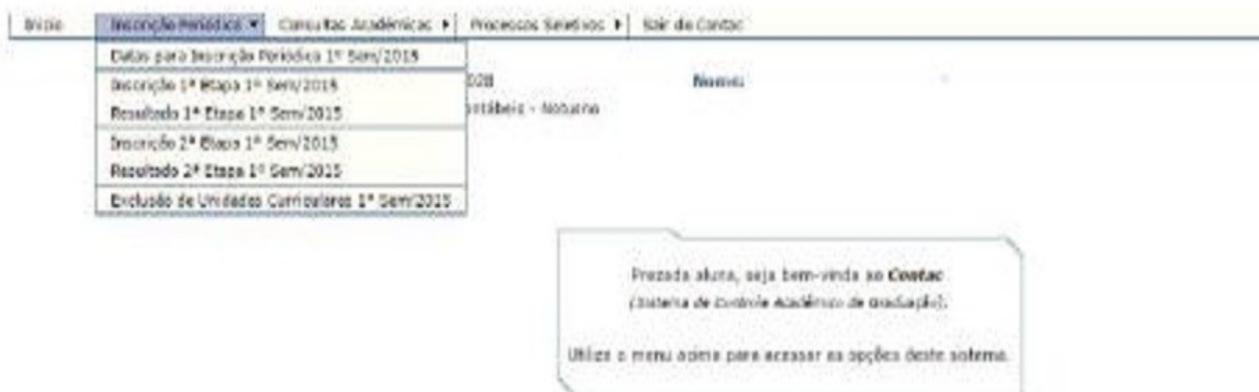 Início Inscrição Periódica ▼ Consultas Acadêmicas ▶ Processos Seletivos ▶ Sair do Contac
Datas para Inscrição Periódica 1º Sem/2015
Inscrição 1ª Etapa 1º Sem/2015
Resultado 1ª Etapa 1º Sem/2015
Inscrição 2ª Etapa 1º Sem/2015
Resultado 2ª Etapa 1º Sem/2015
Exclusão de Unidades Curriculares 1º Sem/2015
028 Nome:
ntábeis - Noturno
Prezada aluna, seja bem-vinda ao Contac
(Sistema de Controle Acadêmico de Graduação).
Utilize o menu acima para acessar as opções deste sistema.